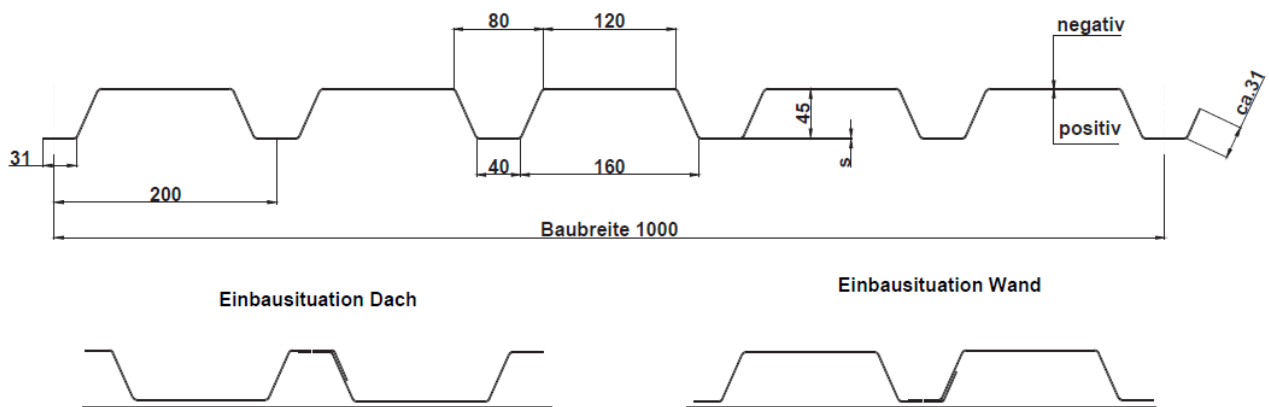 80
120
negativ
ca.31
45
positiv
31
s
40
160
200
Baubreite 1000
Einbausituation Dach
Einbausituation Wand